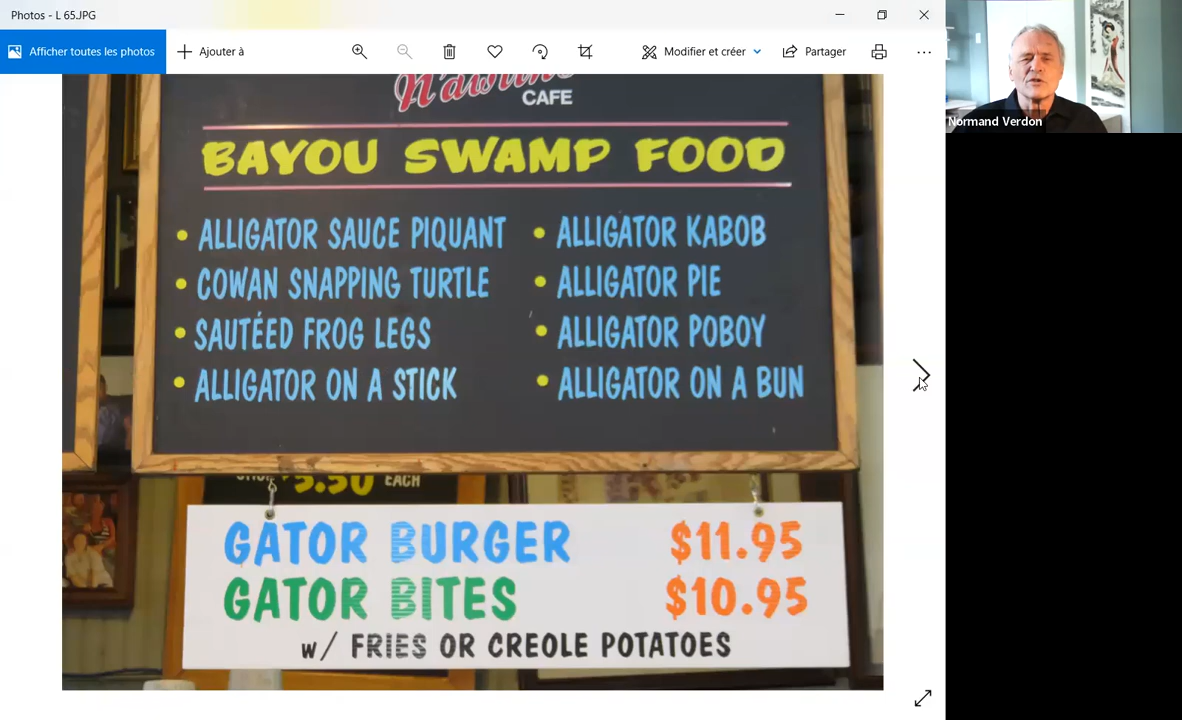 Photos - L 65.JPG
Afficher toutes les photos
Ajouter à
Modifier et créer
Partager
Normand Verdon
N'awlins
CAFE
BAYOU SWAMP FOOD
• ALLIGATOR SAUCE PIQUANT
• COWAN SNAPPING TURTLE
• SAUTÉED FROG LEGS
• ALLIGATOR ON A STICK
• ALLIGATOR KABOB
• ALLIGATOR PIE
• ALLIGATOR POBOY
• ALLIGATOR ON A BUN
EACH
GATOR BURGER $11.95
GATOR BITES $10.95
w/ FRIES OR CREOLE POTATOES